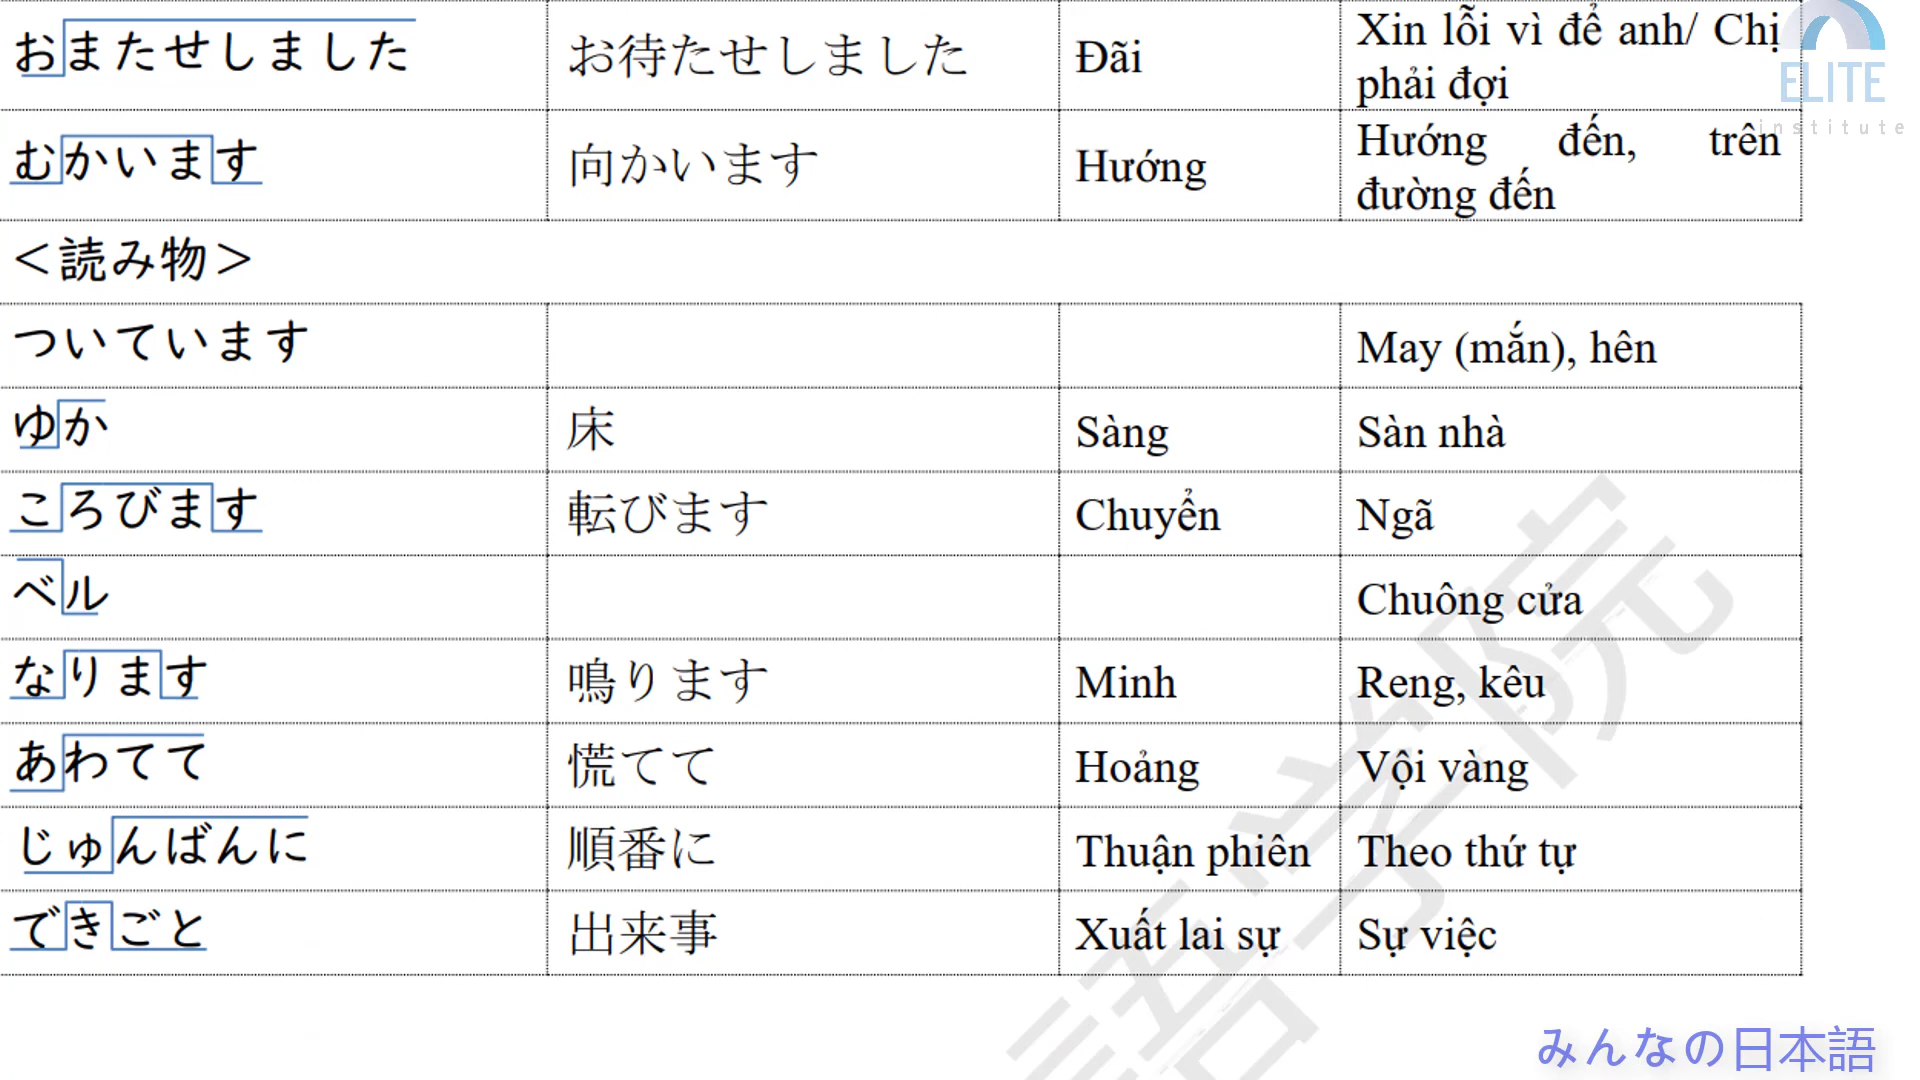 おまたせしました お待たせしました Đãi Xin lỗi vì để anh/ Chị
phải đợi
むかいます 向かいます Hướng Hướng đến, trên
đường đến
＜読み物＞
ついています May (mắn), hên
ゆか 床 Sàng Sàn nhà
ころびます 転びます Chuyển Ngã
ベル Chuông cửa
なります 鳴ります Minh Reng, kêu
あわてて 慌てて Hoảng Vội vàng
じゅんばんに 順番に Thuận phiên Theo thứ tự
できごと 出来事 Xuất lai sự Sự việc
ELITE
institute
語学院
みんなの日本語